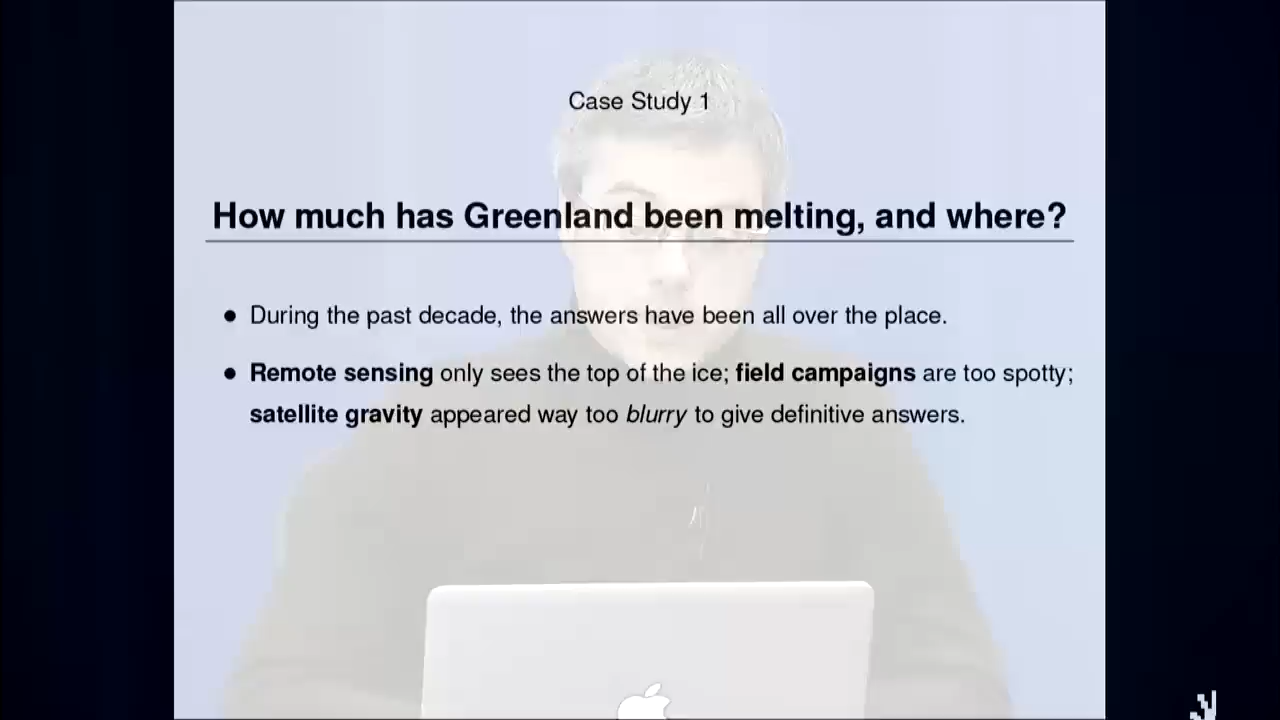 Case Study 1
How much has Greenland been melting, and where?
● During the past decade, the answers have been all over the place.
● Remote sensing only sees the top of the ice; field campaigns are too spotty;
satellite gravity appeared way too blurry to give definitive answers.